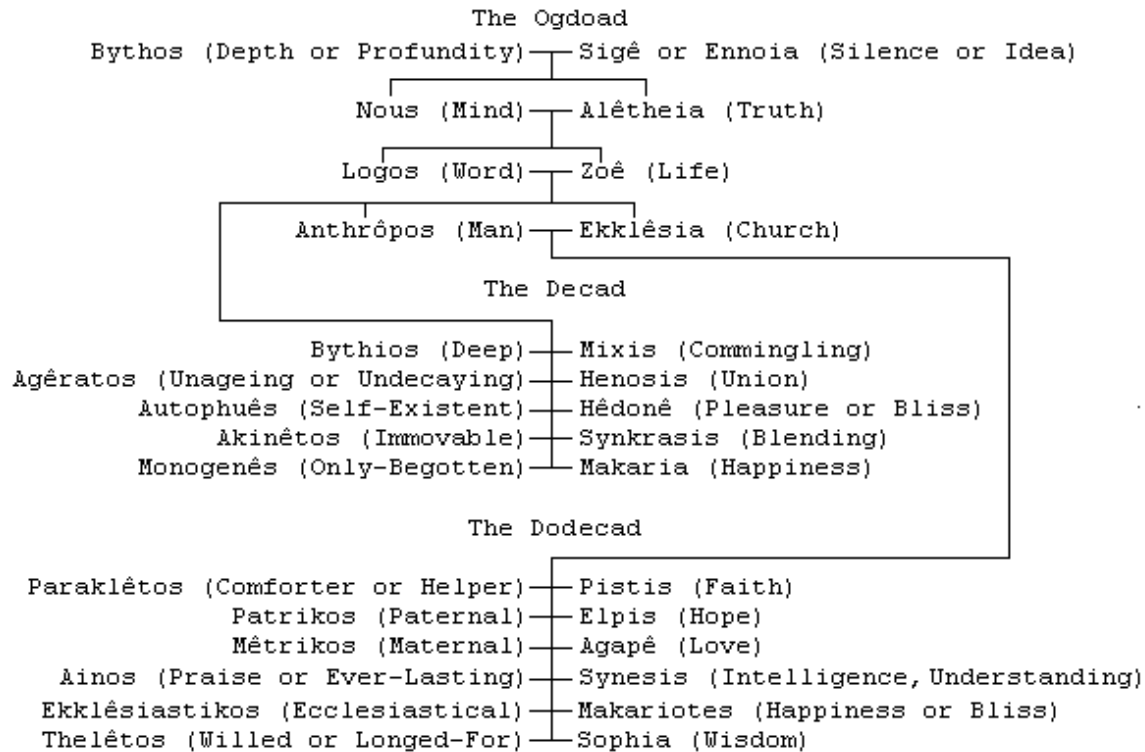 The Ogdoad
Bythos (Depth or Profundity) Sigê or Ennoia (Silence or Idea)
Nous (Mind) Alêtheia (Truth)
Logos (Word) Zoê (Life)
Anthrôpos (Man) Ekklêsia (Church)
The Decad
Bythios (Deep) Mixis (Commingling)
Agêratos (Unageing or Undecaying) Henosis (Union)
Autophuês (Self-Existent) Hêdonê (Pleasure or Bliss)
Akinêtos (Immovable) Synkrasis (Blending)
Monogenês (Only-Begotten) Makaria (Happiness)
The Dodecad
Paraklêtos (Comforter or Helper) Pistis (Faith)
Patrikos (Paternal) Elpis (Hope)
Mêtrikos (Maternal) Agapê (Love)
Ainos (Praise or Ever-Lasting) Synesis (Intelligence, Understanding)
Ekklêsiastikos (Ecclesiastical) Makariotes (Happiness or Bliss)
Thelêtos (Willed or Longed-For) Sophia (Wisdom)